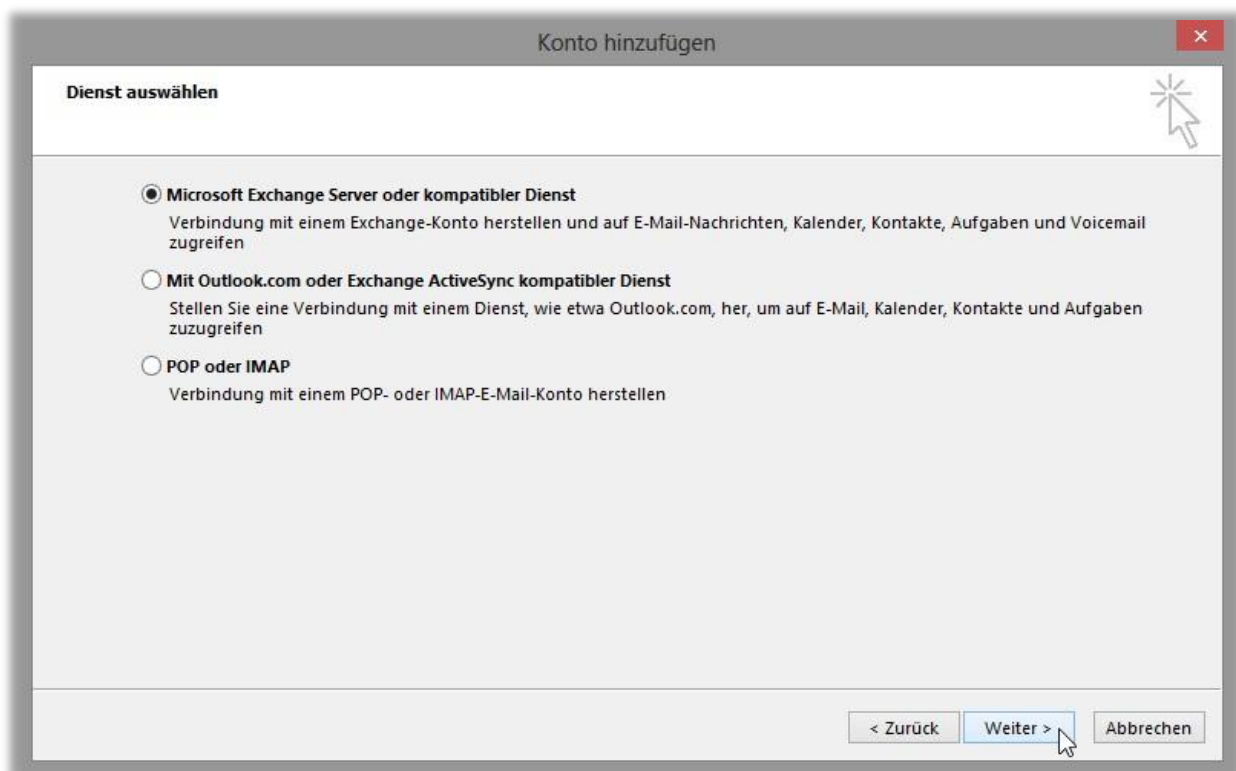 Konto hinzufügen
Dienst auswählen
Microsoft Exchange Server oder kompatibler Dienst
Verbindung mit einem Exchange-Konto herstellen und auf E-Mail-Nachrichten, Kalender, Kontakte, Aufgaben und Voicemail
zugreifen
Mit Outlook.com oder Exchange ActiveSync kompatibler Dienst
Stellen Sie eine Verbindung mit einem Dienst, wie etwa Outlook.com, her, um auf E-Mail, Kalender, Kontakte und Aufgaben
zuzugreifen
POP oder IMAP
Verbindung mit einem POP- oder IMAP-E-Mail-Konto herstellen
< Zurück Weiter > Abbrechen